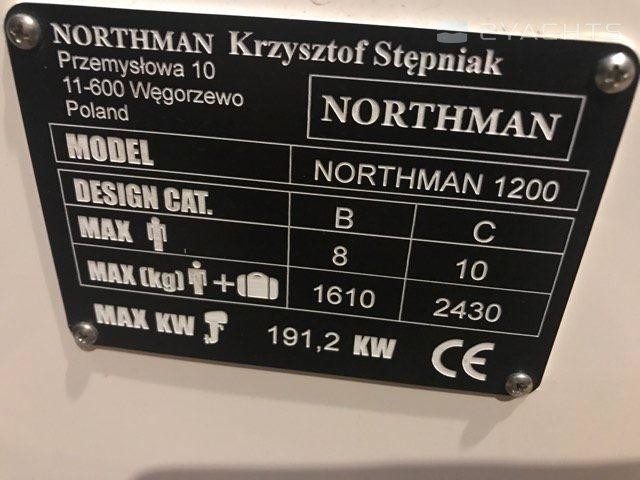 EYACHTS
NORTHMAN Krzysztof Stępniak
Przemysłowa 10
11-600 Węgorzewo
Poland
NORTHMAN
MODEL NORTHMAN 1200
DESIGN CAT. B C
MAX 8 10
MAX (kg) + 1610 2430
MAX KW 191,2 KW CE